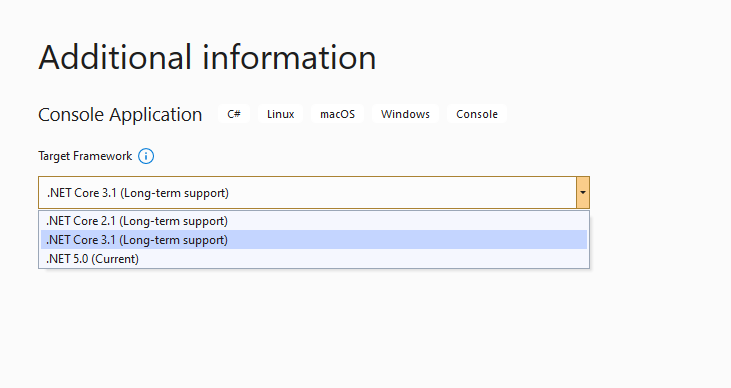 Additional information
Console Application C# Linux macOS Windows Console
Target Framework
.NET Core 3.1 (Long-term support)
.NET Core 2.1 (Long-term support)
.NET Core 3.1 (Long-term support)
.NET 5.0 (Current)